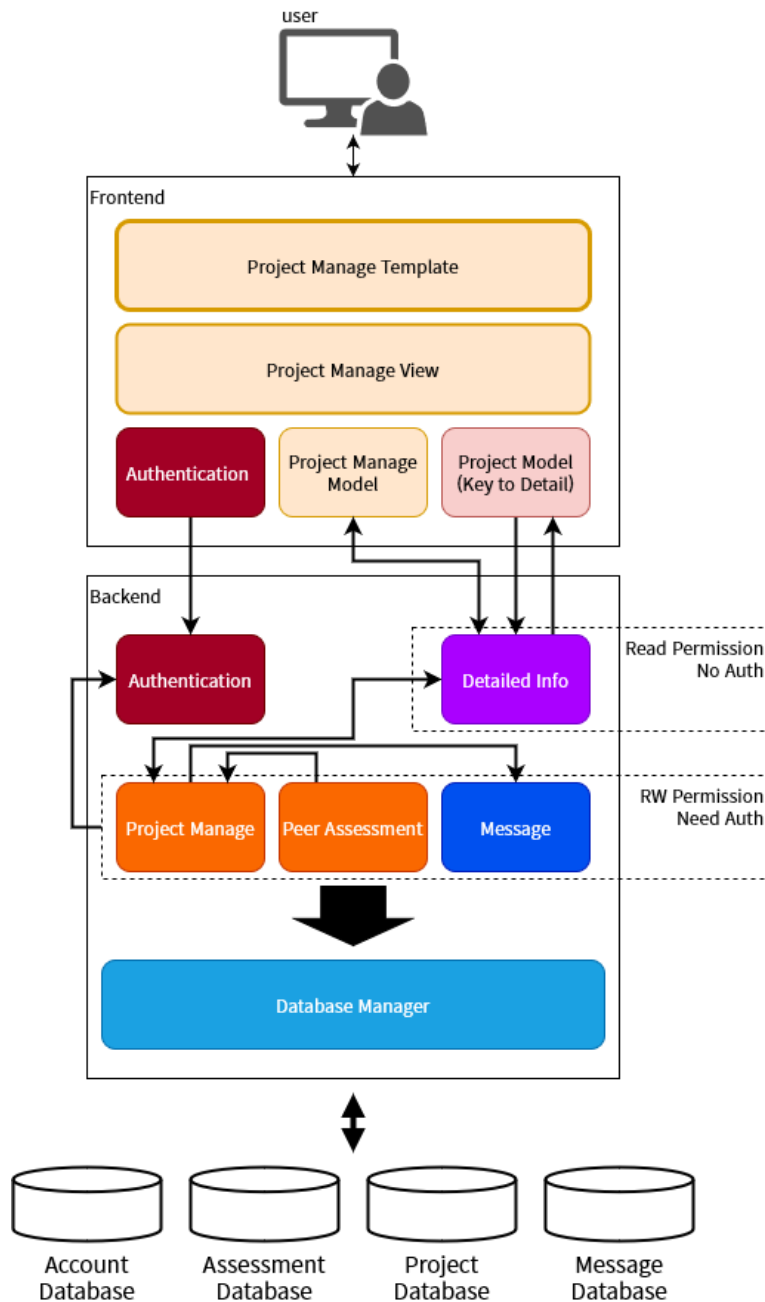 user
Frontend
Project Manage Template
Project Manage View
Authentication
Project Manage
Model
Project Model
(Key to Detail)
Backend
Authentication
Detailed Info
Read Permission
No Auth
Project Manage
Peer Assessment
Message
RW Permission
Need Auth
Database Manager
Account
Database
Assessment
Database
Project
Database
Message
Database